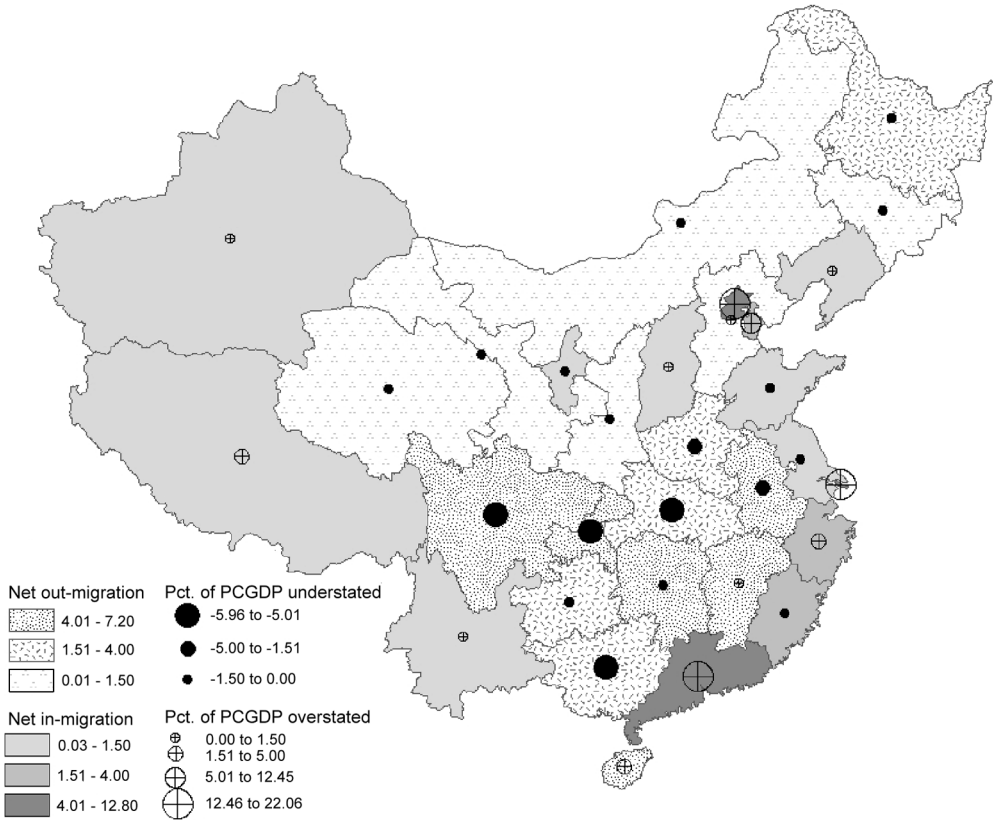 Net out-migration
4.01 - 7.20
1.51 - 4.00
0.01 - 1.50
Pct. of PCGDP understated
-5.96 to -5.01
-5.00 to -1.51
-1.50 to 0.00
Net in-migration
0.03 - 1.50
1.51 - 4.00
4.01 - 12.80
Pct. of PCGDP overstated
0.00 to 1.50
1.51 to 5.00
5.01 to 12.45
12.46 to 22.06